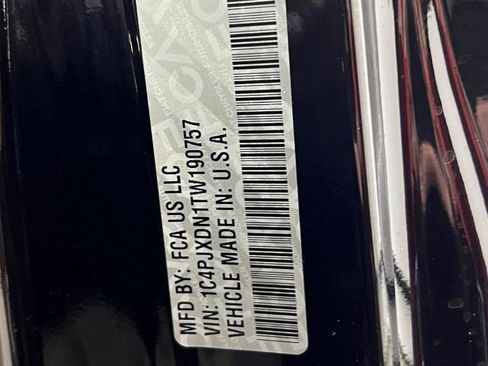 MFD BY: FCA US LLC
VIN: 1C4PJXDN1TW190757
VEHICLE MADE IN: U.S.A.